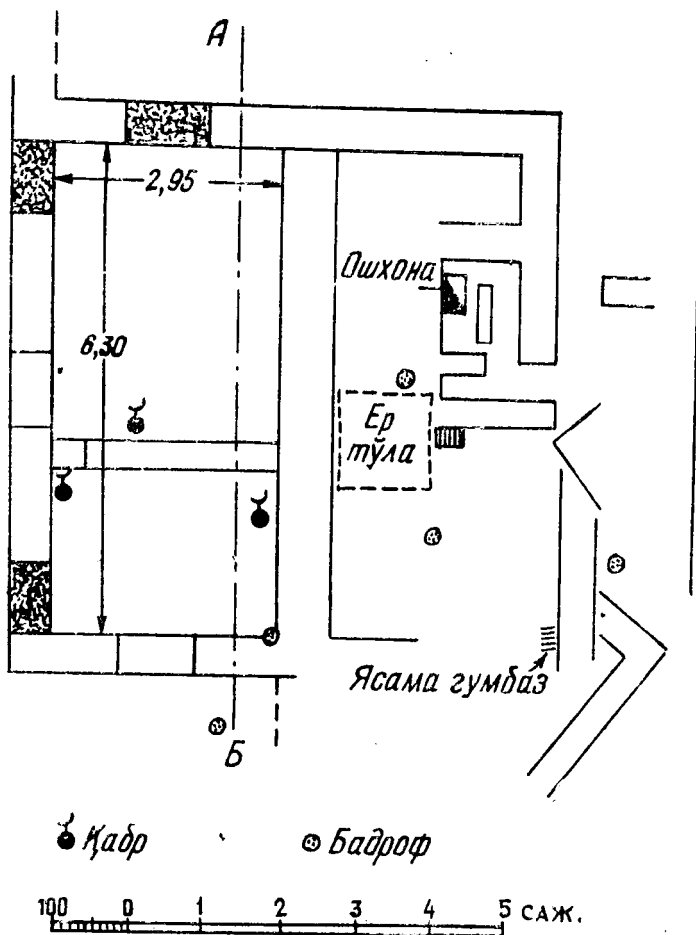 А
2,95
Ошхона
6,30
Ер
тўла
Ясама гумбаз
Б
Қабр
Бадроф
100 0 1 2 3 4 5 САЖ.